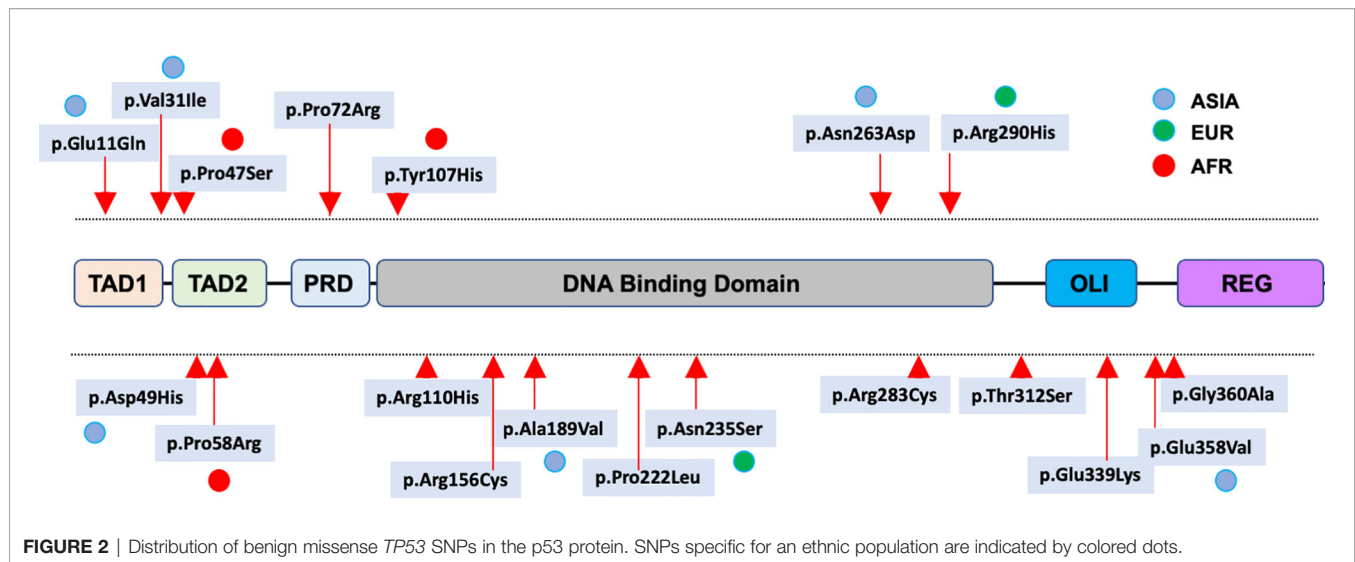 p.Val31Ile
p.Glu11Gln
p.Pro47Ser
p.Pro72Arg
p.Tyr107His
p.Asn263Asp
p.Arg290His
ASIA
EUR
AFR
TAD1
TAD2
PRD
DNA Binding Domain
OLI
REG
p.Asp49His
p.Pro58Arg
p.Arg110His
p.Arg156Cys
p.Ala189Val
p.Pro222Leu
p.Asn235Ser
p.Arg283Cys
p.Thr312Ser
p.Glu339Lys
p.Gly360Ala
p.Glu358Val
FIGURE 2 | Distribution of benign missense TP53 SNPs in the p53 protein. SNPs specific for an ethnic population are indicated by colored dots.